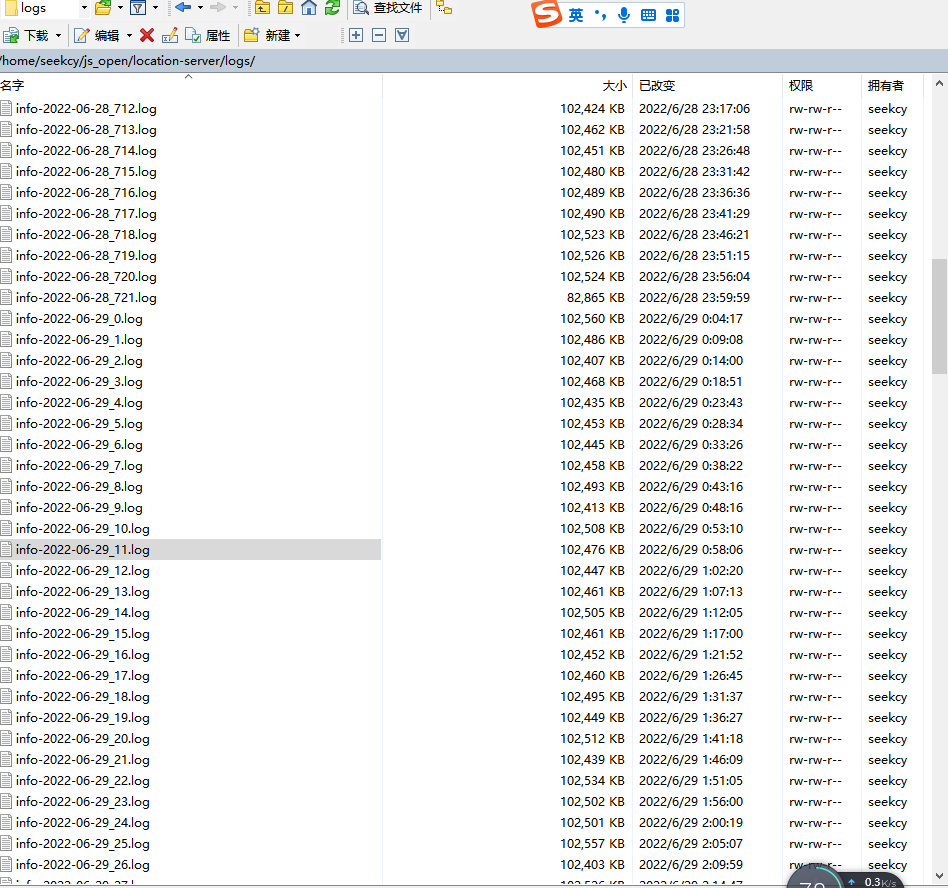 logs 查找文件 英
下载 编辑 属性 新建
/home/seekcy/js_open/location-server/logs/
名字 大小 已改变 权限 拥有者
info-2022-06-28_712.log 102,424 KB 2022/6/28 23:17:06 rw-rw-r-- seekcy
info-2022-06-28_713.log 102,462 KB 2022/6/28 23:21:58 rw-rw-r-- seekcy
info-2022-06-28_714.log 102,451 KB 2022/6/28 23:26:48 rw-rw-r-- seekcy
info-2022-06-28_715.log 102,480 KB 2022/6/28 23:31:42 rw-rw-r-- seekcy
info-2022-06-28_716.log 102,489 KB 2022/6/28 23:36:36 rw-rw-r-- seekcy
info-2022-06-28_717.log 102,490 KB 2022/6/28 23:41:29 rw-rw-r-- seekcy
info-2022-06-28_718.log 102,523 KB 2022/6/28 23:46:21 rw-rw-r-- seekcy
info-2022-06-28_719.log 102,526 KB 2022/6/28 23:51:15 rw-rw-r-- seekcy
info-2022-06-28_720.log 102,524 KB 2022/6/28 23:56:04 rw-rw-r-- seekcy
info-2022-06-28_721.log 82,865 KB 2022/6/28 23:59:59 rw-rw-r-- seekcy
info-2022-06-29_0.log 102,560 KB 2022/6/29 0:04:17 rw-rw-r-- seekcy
info-2022-06-29_1.log 102,486 KB 2022/6/29 0:09:08 rw-rw-r-- seekcy
info-2022-06-29_2.log 102,407 KB 2022/6/29 0:14:00 rw-rw-r-- seekcy
info-2022-06-29_3.log 102,468 KB 2022/6/29 0:18:51 rw-rw-r-- seekcy
info-2022-06-29_4.log 102,435 KB 2022/6/29 0:23:43 rw-rw-r-- seekcy
info-2022-06-29_5.log 102,453 KB 2022/6/29 0:28:34 rw-rw-r-- seekcy
info-2022-06-29_6.log 102,445 KB 2022/6/29 0:33:26 rw-rw-r-- seekcy
info-2022-06-29_7.log 102,458 KB 2022/6/29 0:38:22 rw-rw-r-- seekcy
info-2022-06-29_8.log 102,493 KB 2022/6/29 0:43:16 rw-rw-r-- seekcy
info-2022-06-29_9.log 102,413 KB 2022/6/29 0:48:16 rw-rw-r-- seekcy
info-2022-06-29_10.log 102,508 KB 2022/6/29 0:53:10 rw-rw-r-- seekcy
info-2022-06-29_11.log 102,476 KB 2022/6/29 0:58:06 rw-rw-r-- seekcy
info-2022-06-29_12.log 102,447 KB 2022/6/29 1:02:20 rw-rw-r-- seekcy
info-2022-06-29_13.log 102,461 KB 2022/6/29 1:07:13 rw-rw-r-- seekcy
info-2022-06-29_14.log 102,505 KB 2022/6/29 1:12:05 rw-rw-r-- seekcy
info-2022-06-29_15.log 102,461 KB 2022/6/29 1:17:00 rw-rw-r-- seekcy
info-2022-06-29_16.log 102,452 KB 2022/6/29 1:21:52 rw-rw-r-- seekcy
info-2022-06-29_17.log 102,460 KB 2022/6/29 1:26:45 rw-rw-r-- seekcy
info-2022-06-29_18.log 102,495 KB 2022/6/29 1:31:37 rw-rw-r-- seekcy
info-2022-06-29_19.log 102,449 KB 2022/6/29 1:36:27 rw-rw-r-- seekcy
info-2022-06-29_20.log 102,512 KB 2022/6/29 1:41:18 rw-rw-r-- seekcy
info-2022-06-29_21.log 102,439 KB 2022/6/29 1:46:09 rw-rw-r-- seekcy
info-2022-06-29_22.log 102,534 KB 2022/6/29 1:51:05 rw-rw-r-- seekcy
info-2022-06-29_23.log 102,502 KB 2022/6/29 1:56:00 rw-rw-r-- seekcy
info-2022-06-29_24.log 102,501 KB 2022/6/29 2:00:19 rw-rw-r-- seekcy
info-2022-06-29_25.log 102,557 KB 2022/6/29 2:05:07 rw-rw-r-- seekcy
info-2022-06-29_26.log 102,403 KB 2022/6/29 2:09:59 rw-rw-r-- seekcy
0.3K/s